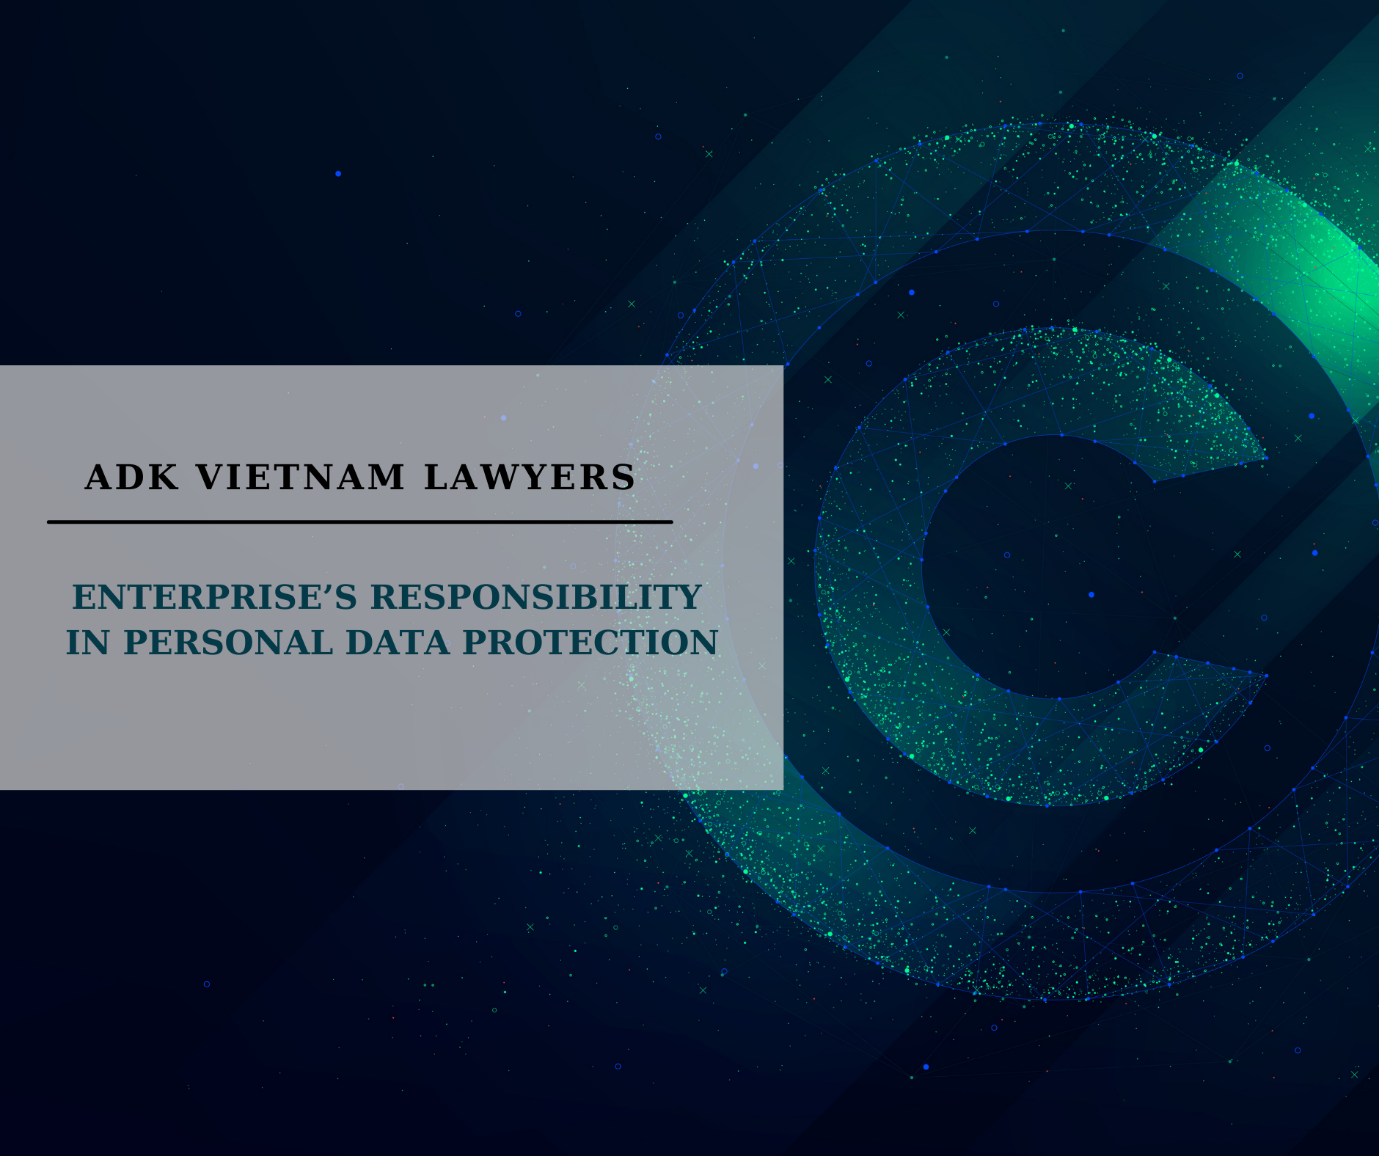 ADK VIETNAM LAWYERS
ENTERPRISE’S RESPONSIBILITY
IN PERSONAL DATA PROTECTION